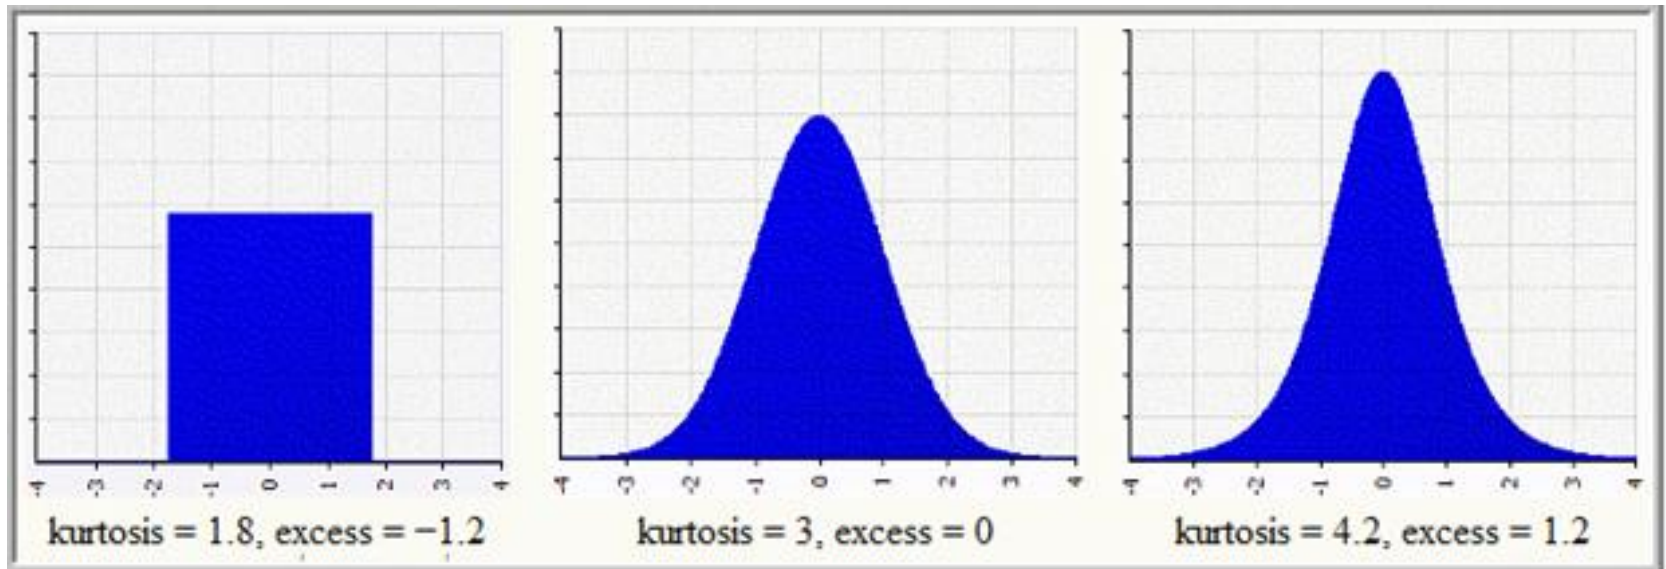 -4 -3 -2 -1 0 1 2 3 4
kurtosis = 1.8, excess = −1.2
-4 -3 -2 -1 0 1 2 3 4
kurtosis = 3, excess = 0
-4 -3 -2 -1 0 1 2 3 4
kurtosis = 4.2, excess = 1.2